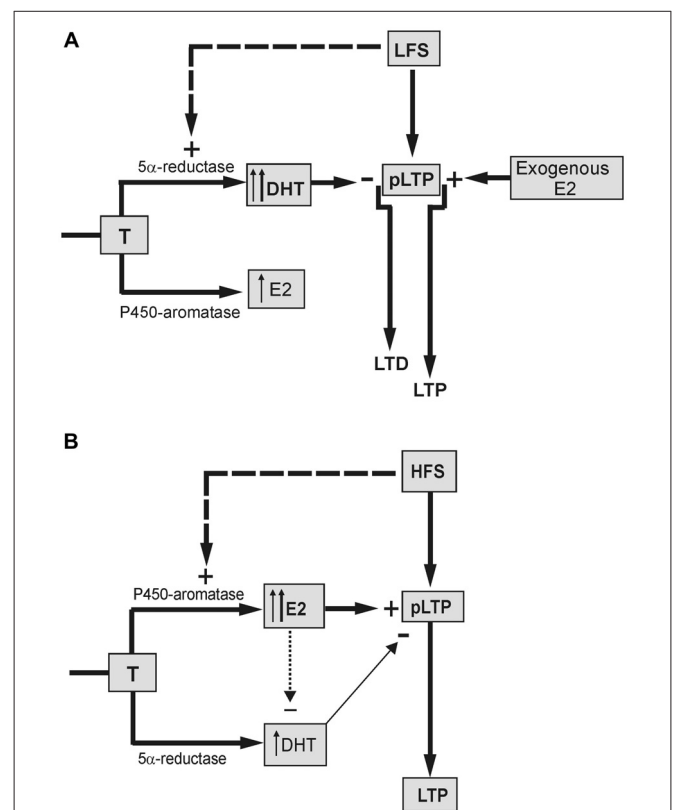 A
LFS
+
5α-reductase
↑↑DHT
-
pLTP
+
Exogenous
E2
T
↑E2
P450-aromatase
LTD
LTP
B
HFS
+
P450-aromatase
↑↑E2
+
pLTP
-
T
–
↑DHT
5α-reductase
LTP